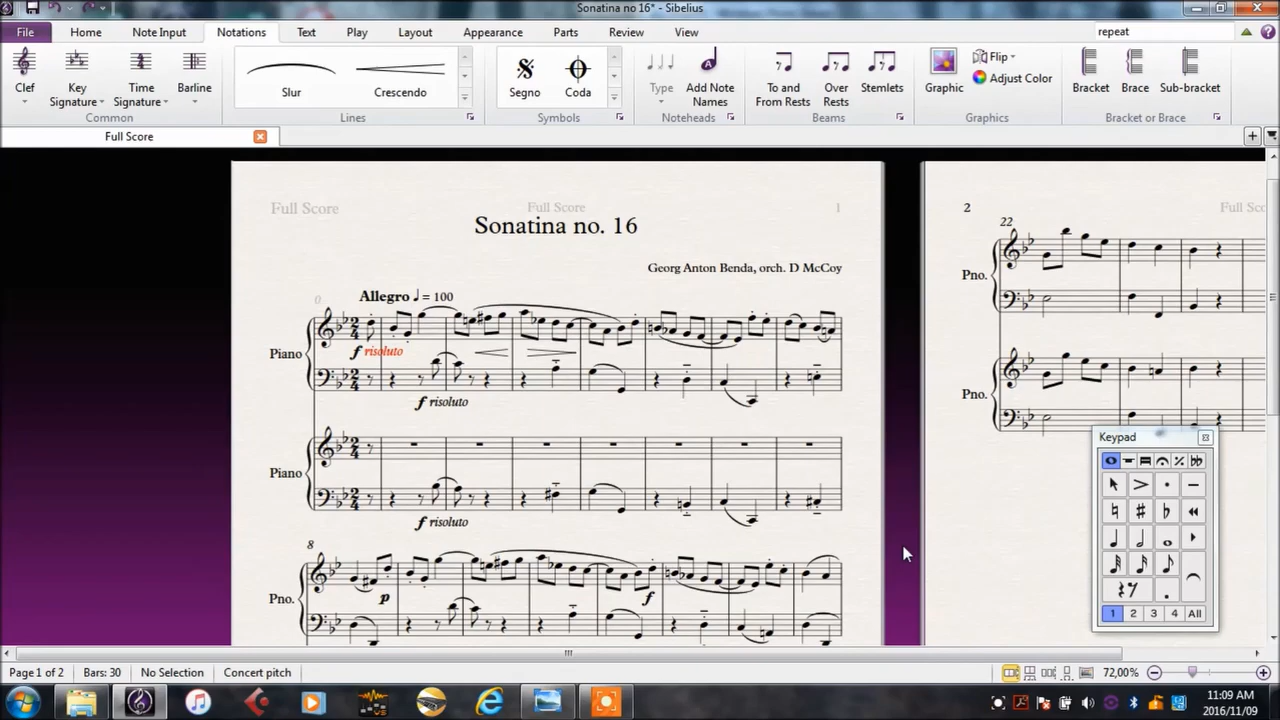 Sonatina no 16* - Sibelius
File Home Note Input Notations Text Play Layout Appearance Parts Review View repeat
Clef Key Signature Time Signature Barline
Slur Crescendo
Segno Coda
Type Add Note Names
To and From Rests Over Rests Stemlets
Graphic Flip Adjust Color
Bracket Brace Sub-bracket
Common Lines Symbols Noteheads Beams Graphics Bracket or Brace
Full Score
Full Score Full Score 1
Sonatina no. 16
Georg Anton Benda, orch. D McCoy
0
Allegro ♩ = 100
Piano
f risoluto
f risoluto
Piano
f risoluto
8
Pno.
p f
2
22
Pno.
Pno.
Keypad
1 2 3 4 All
Page 1 of 2 Bars: 30 No Selection Concert pitch 72,00%
11:09 AM
2016/11/09